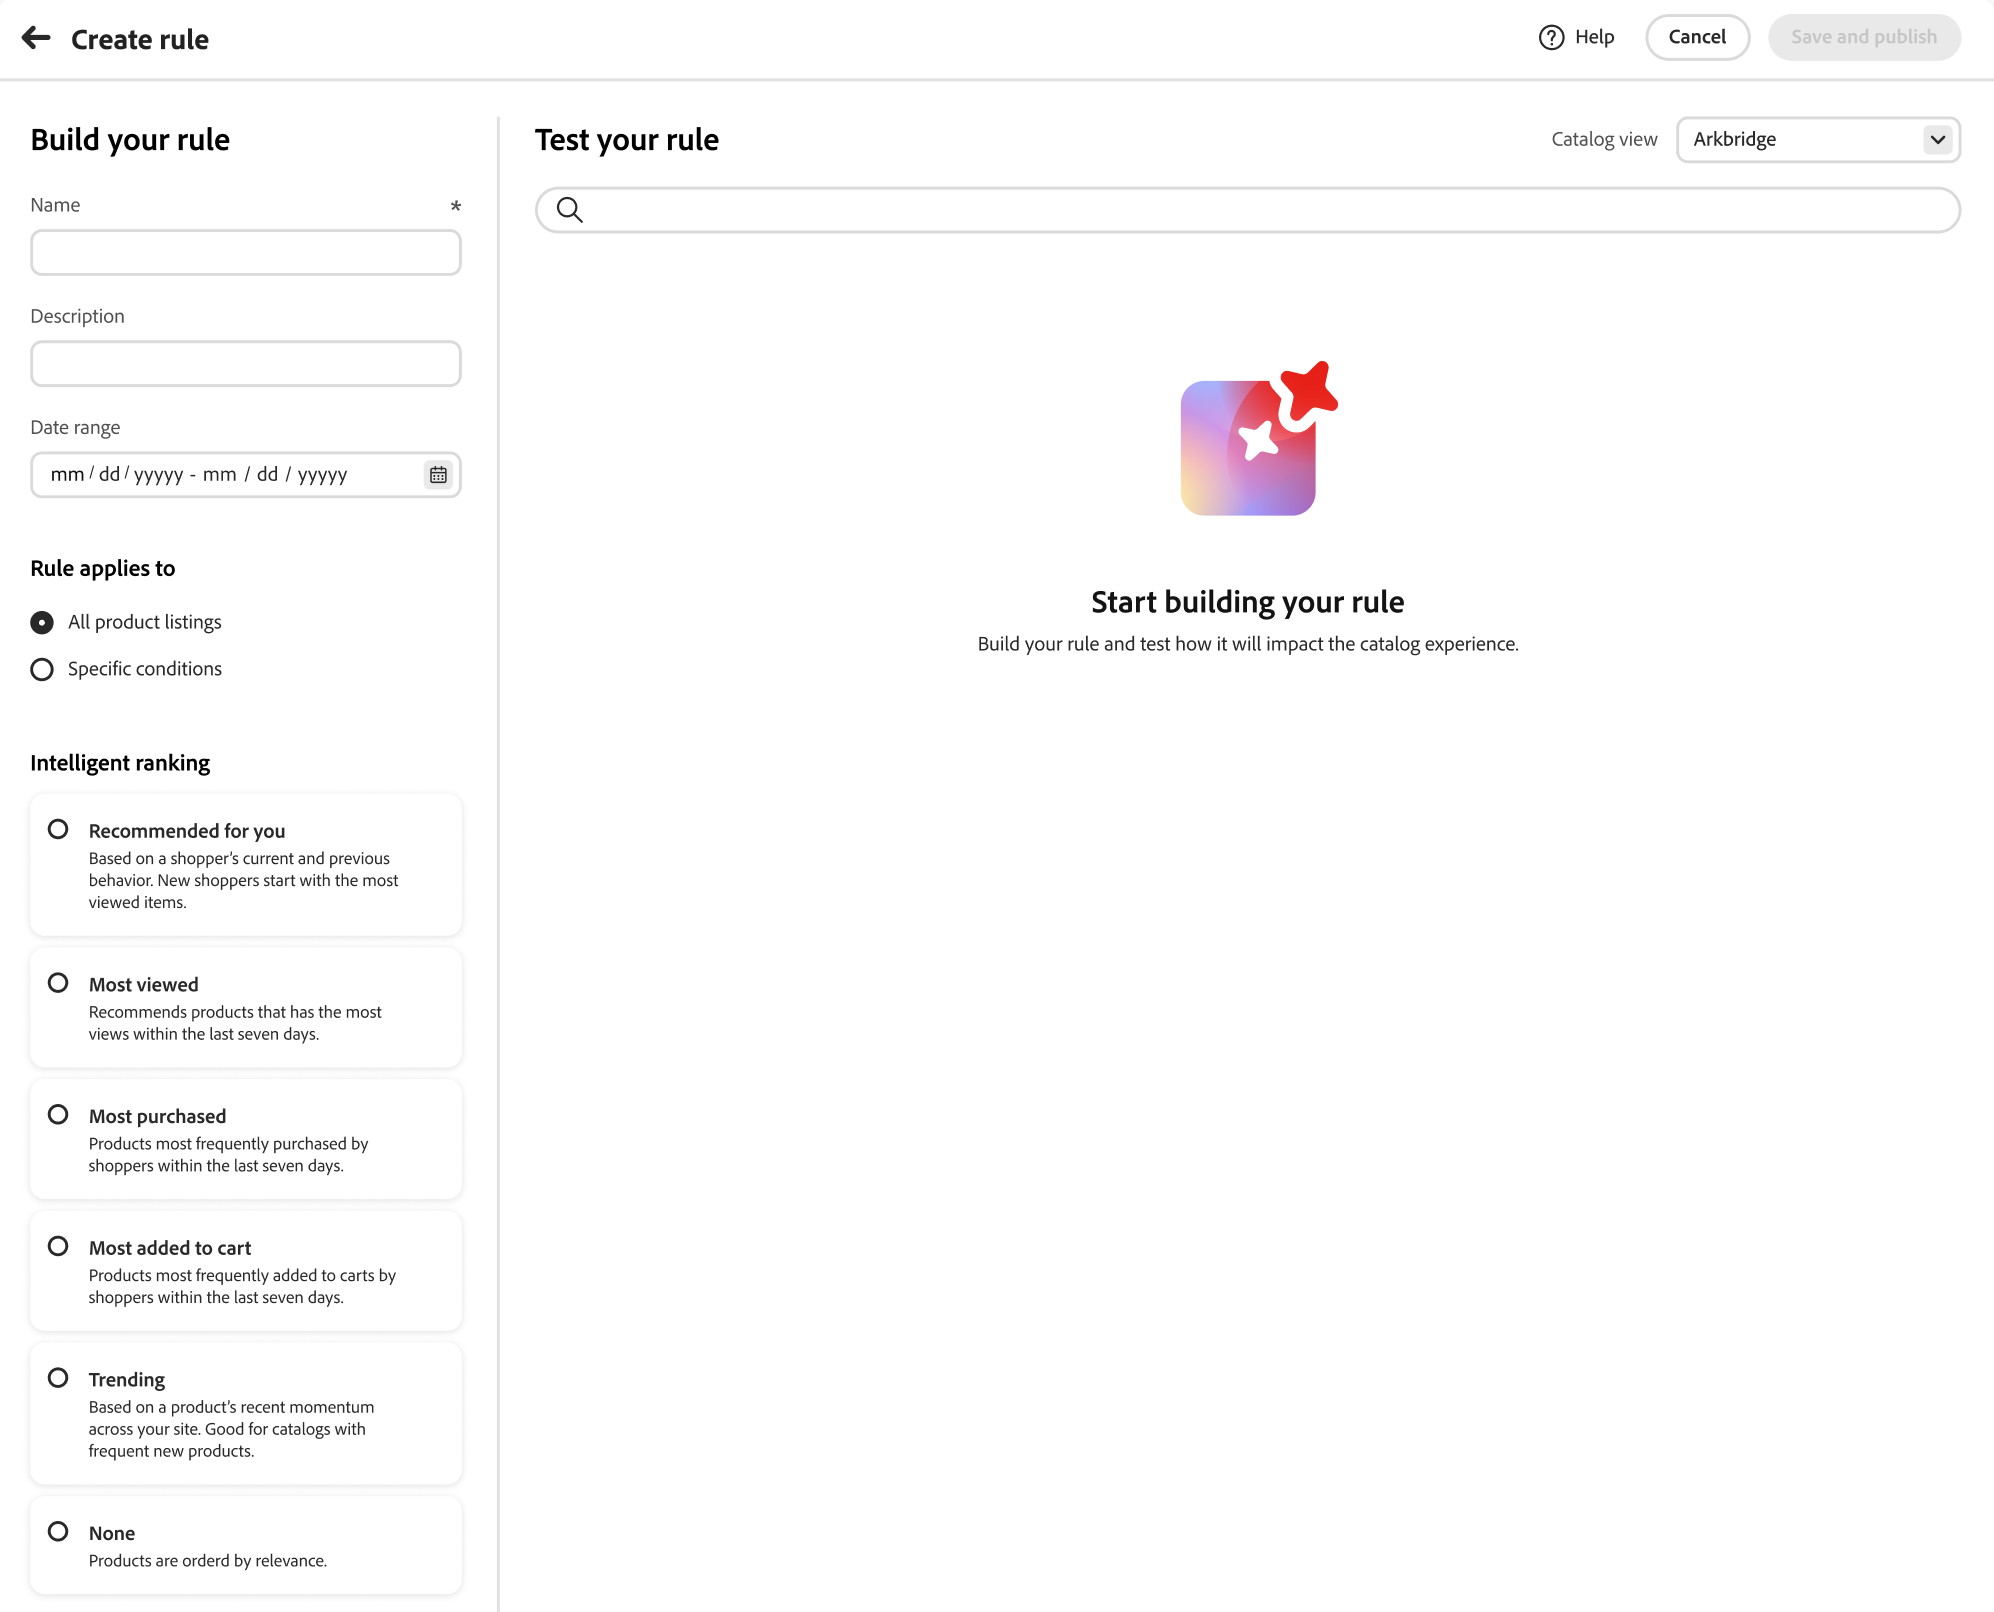 Create rule
Help
Cancel
Save and publish
Build your rule
Name *
Description
Date range
mm / dd / yyyyy - mm / dd / yyyyy
Rule applies to
All product listings
Specific conditions
Intelligent ranking
Recommended for you
Based on a shopper's current and previous
behavior. New shoppers start with the most
viewed items.
Most viewed
Recommends products that has the most
views within the last seven days.
Most purchased
Products most frequently purchased by
shoppers within the last seven days.
Most added to cart
Products most frequently added to carts by
shoppers within the last seven days.
Trending
Based on a product's recent momentum
across your site. Good for catalogs with
frequent new products.
None
Products are orderd by relevance.
Test your rule
Catalog view
Arkbridge
Start building your rule
Build your rule and test how it will impact the catalog experience.